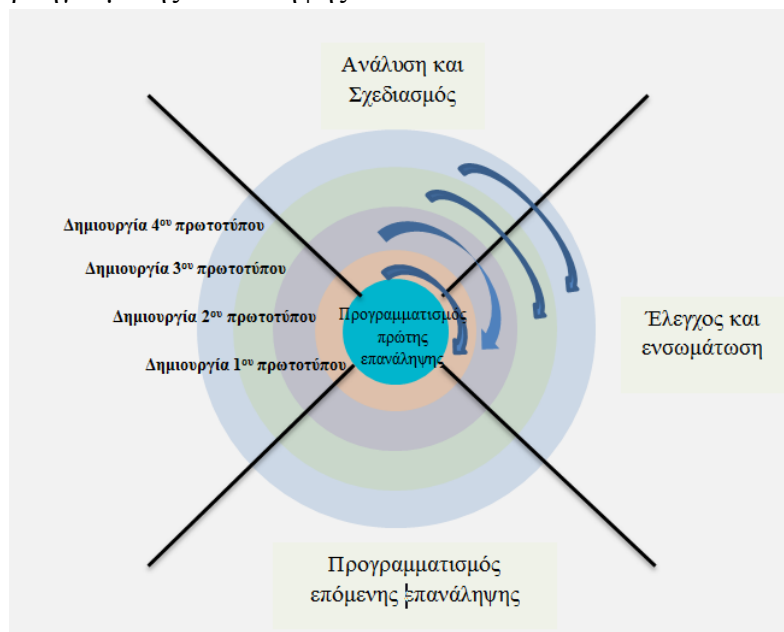 Ανάλυση και
Σχεδιασμός
Δημιουργία 4ου πρωτοτύπου
Δημιουργία 3ου πρωτοτύπου
Δημιουργία 2ου πρωτοτύπου
Δημιουργία 1ου πρωτοτύπου
Προγραμματισμός
πρώτης
επανάληψης
Έλεγχος και
ενσωμάτωση
Προγραμματισμός
επόμενης επανάληψης